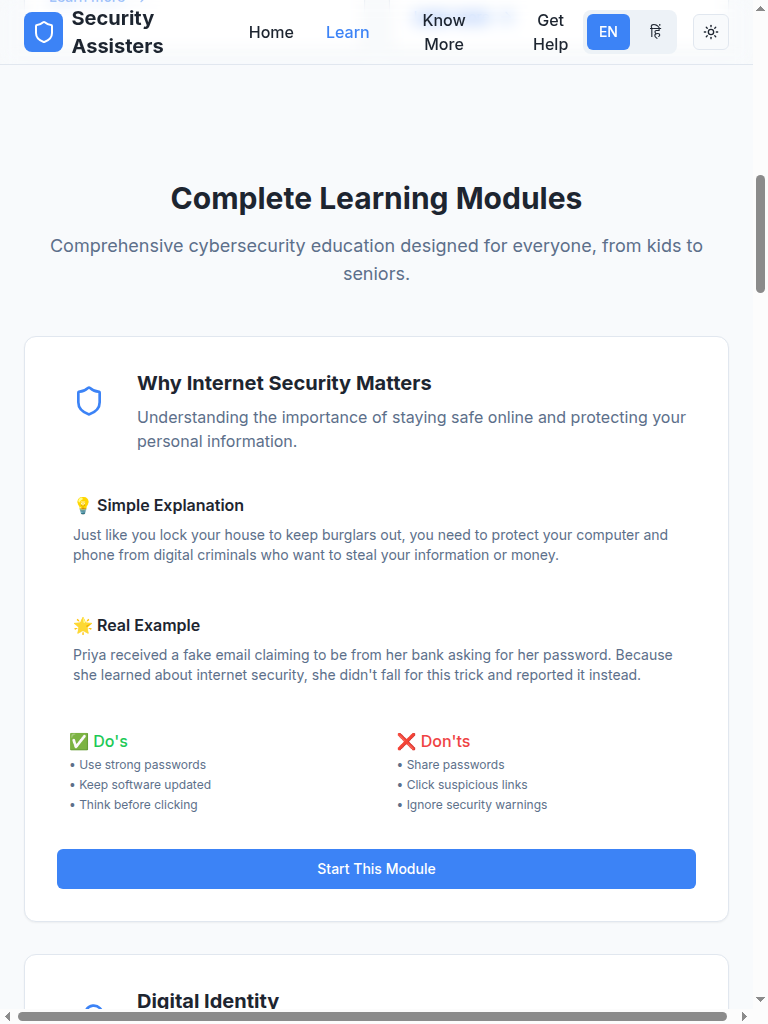 Security
Assisters
Home
Learn
Know
More
Get
Help
EN
हिं
Complete Learning Modules
Comprehensive cybersecurity education designed for everyone, from kids to
seniors.
Why Internet Security Matters
Understanding the importance of staying safe online and protecting your
personal information.
💡 Simple Explanation
Just like you lock your house to keep burglars out, you need to protect your computer and
phone from digital criminals who want to steal your information or money.
🌟 Real Example
Priya received a fake email claiming to be from her bank asking for her password. Because
she learned about internet security, she didn't fall for this trick and reported it instead.
✅ Do's
• Use strong passwords
• Keep software updated
• Think before clicking
❌ Don'ts
• Share passwords
• Click suspicious links
• Ignore security warnings
Start This Module
Digital Identity